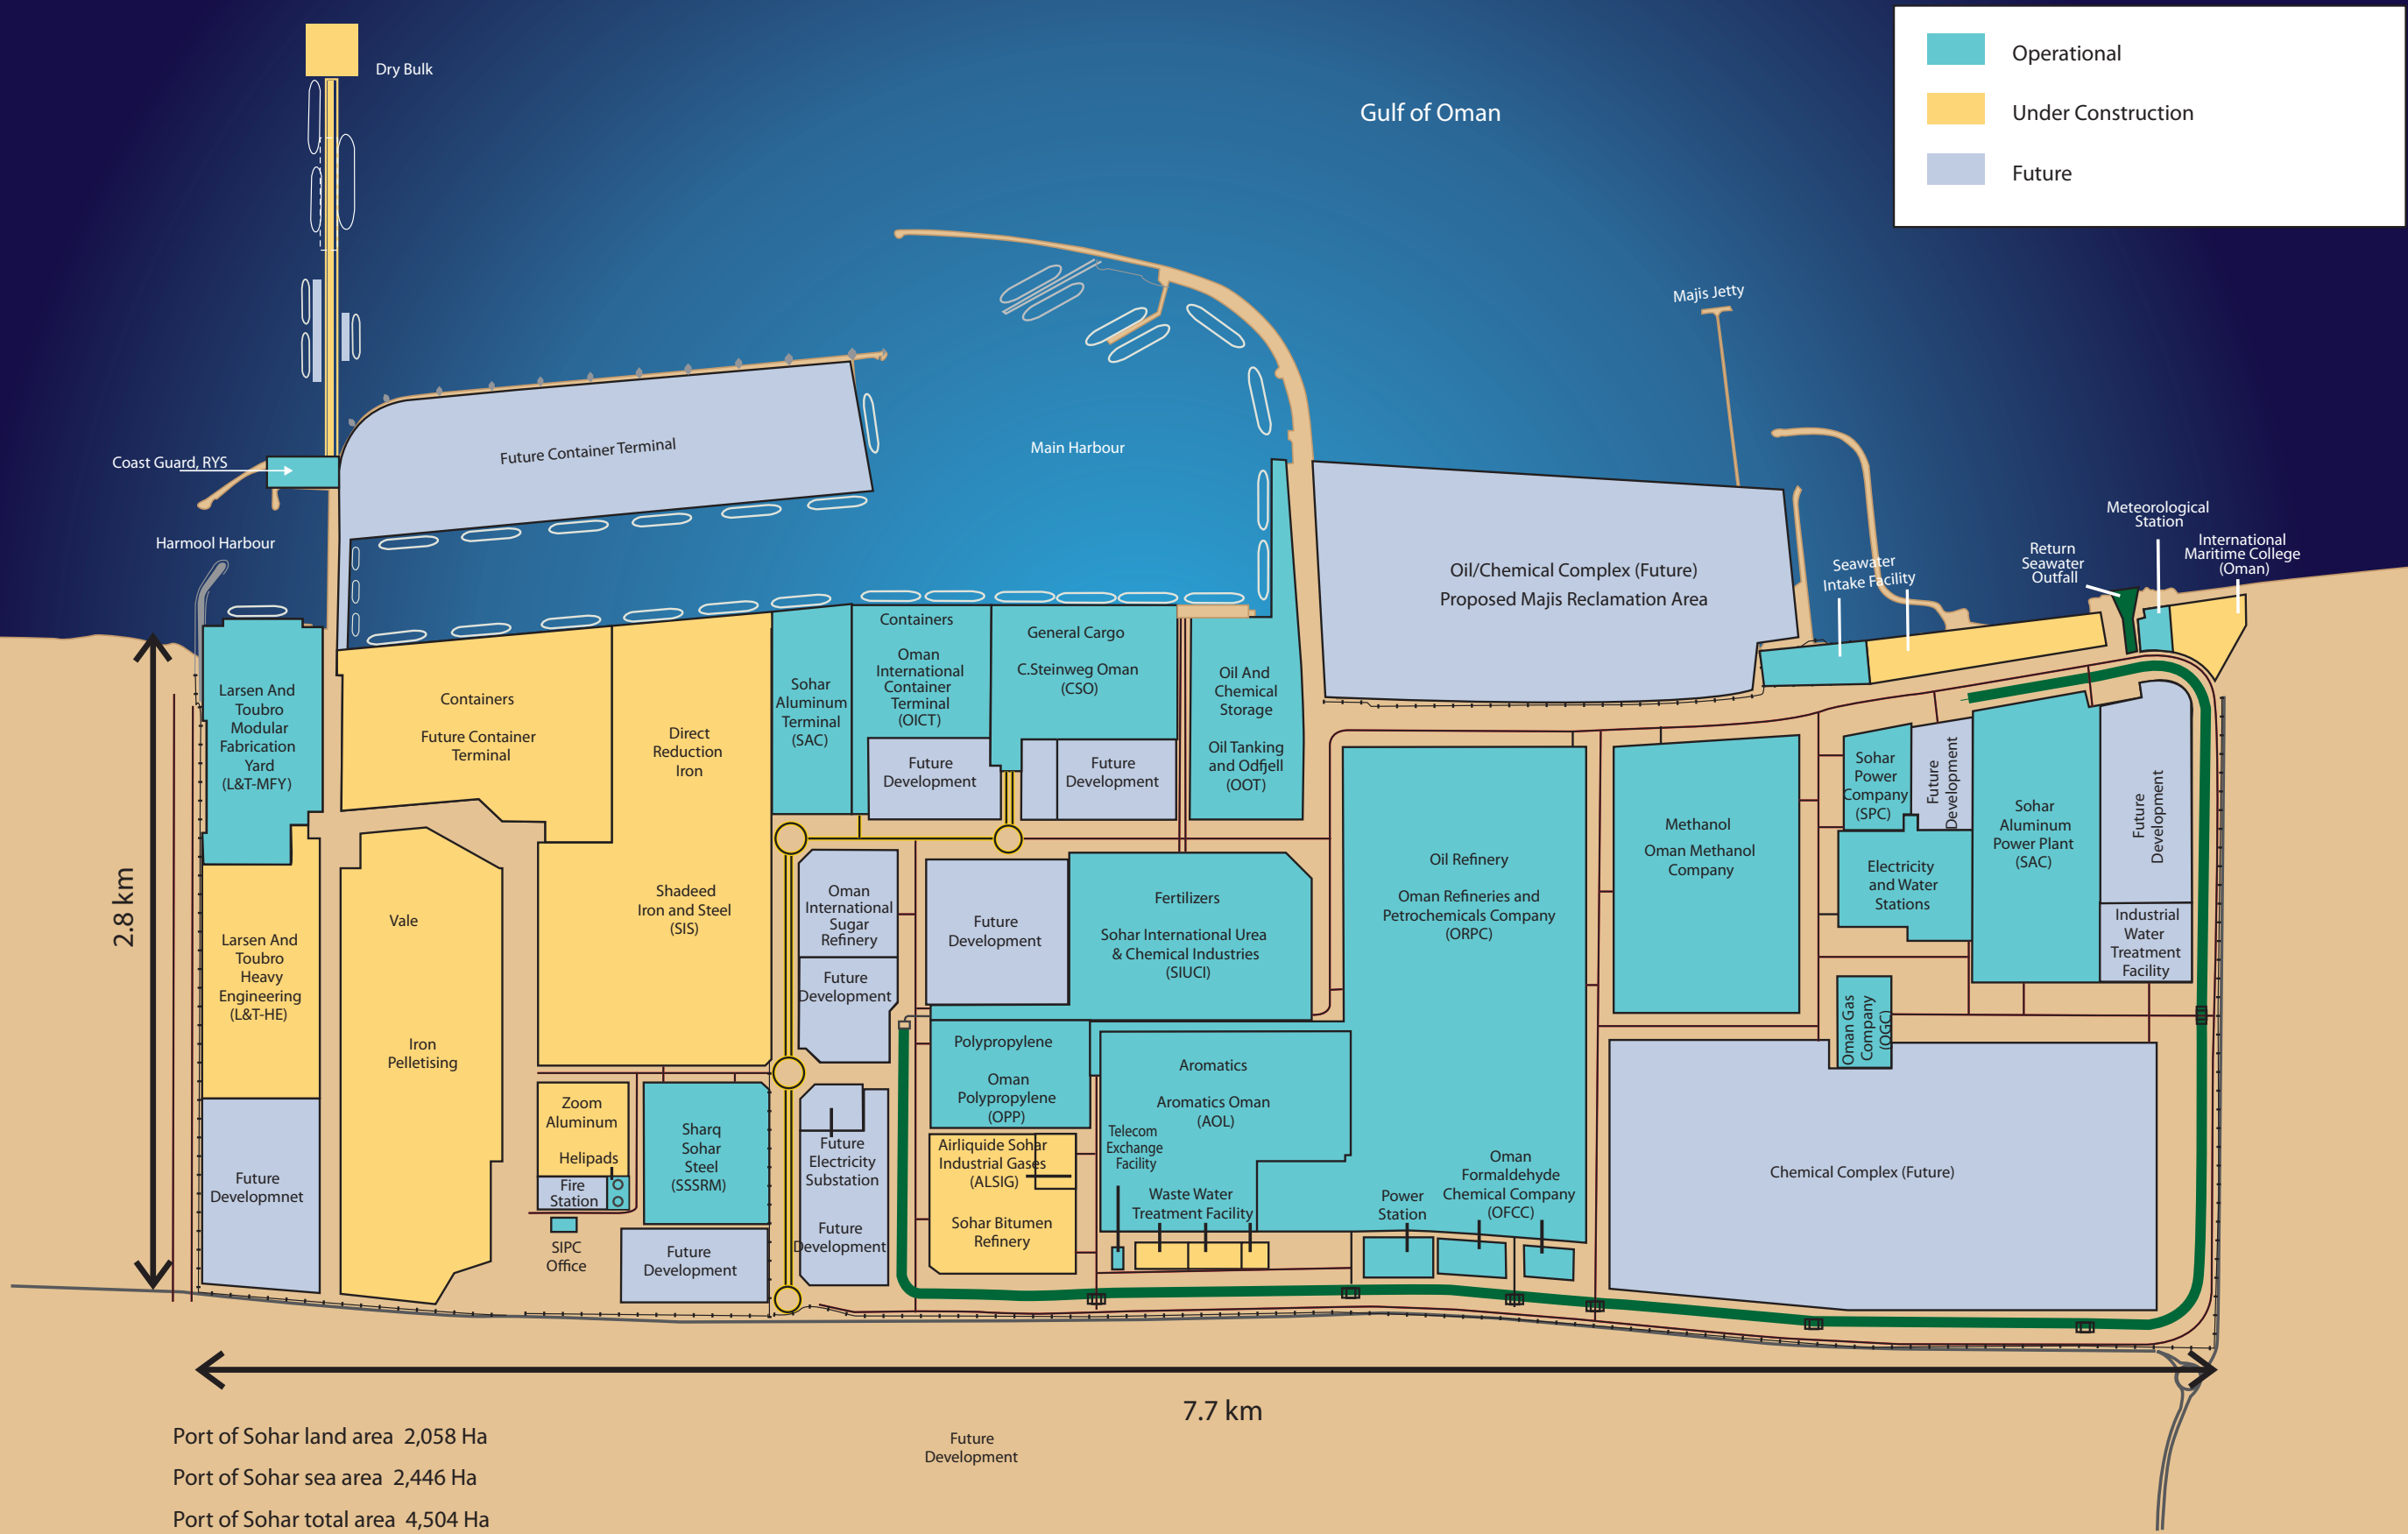 Operational
Under Construction
Future
Dry Bulk
Gulf of Oman
Majis Jetty
Future Container Terminal
Main Harbour
Coast Guard, RYS
Harmool Harbour
Oil/Chemical Complex (Future)
Proposed Majis Reclamation Area
Seawater
Intake Facility
Return
Seawater
Outfall
Meteorological
Station
International
Maritime College
(Oman)
Larsen And
Toubro
Modular
Fabrication
Yard
(L&T-MFY)
Containers
Future Container
Terminal
Direct
Reduction
Iron
Sohar
Aluminum
Terminal
(SAC)
Containers
Oman
International
Container
Terminal
(OICT)
General Cargo
C.Steinweg Oman
(CSO)
Future
Development
Future
Development
Oil And
Chemical
Storage
Oil Tanking
and Odfjell
(OOT)
Methanol
Oman Methanol
Company
Sohar
Power
Company
(SPC)
Future
Development
Sohar
Aluminum
Power Plant
(SAC)
Future
Development
Electricity
and Water
Stations
Industrial
Water
Treatment
Facility
Oman Gas
Company
(OGC)
Oil Refinery
Oman Refineries and
Petrochemicals Company
(ORPC)
Fertilizers
Sohar International Urea
& Chemical Industries
(SIUCI)
Future
Development
Oman
International
Sugar
Refinery
Future
Development
Shadeed
Iron and Steel
(SIS)
Vale
Iron
Pelletising
Larsen And
Toubro
Heavy
Engineering
(L&T-HE)
2.8 km
Future
Developmnet
Zoom
Aluminum
Helipads
Fire
Station
SIPC
Office
Sharq
Sohar
Steel
(SSSRM)
Future
Development
Future
Electricity
Substation
Future
Development
Polypropylene
Oman
Polypropylene
(OPP)
Airliquide Sohar
Industrial Gases
(ALSIG)
Sohar Bitumen
Refinery
Aromatics
Aromatics Oman
(AOL)
Telecom
Exchange
Facility
Waste Water
Treatment Facility
Power
Station
Oman
Formaldehyde
Chemical Company
(OFCC)
Chemical Complex (Future)
7.7 km
Future
Development
Port of Sohar land area 2,058 Ha
Port of Sohar sea area 2,446 Ha
Port of Sohar total area 4,504 Ha